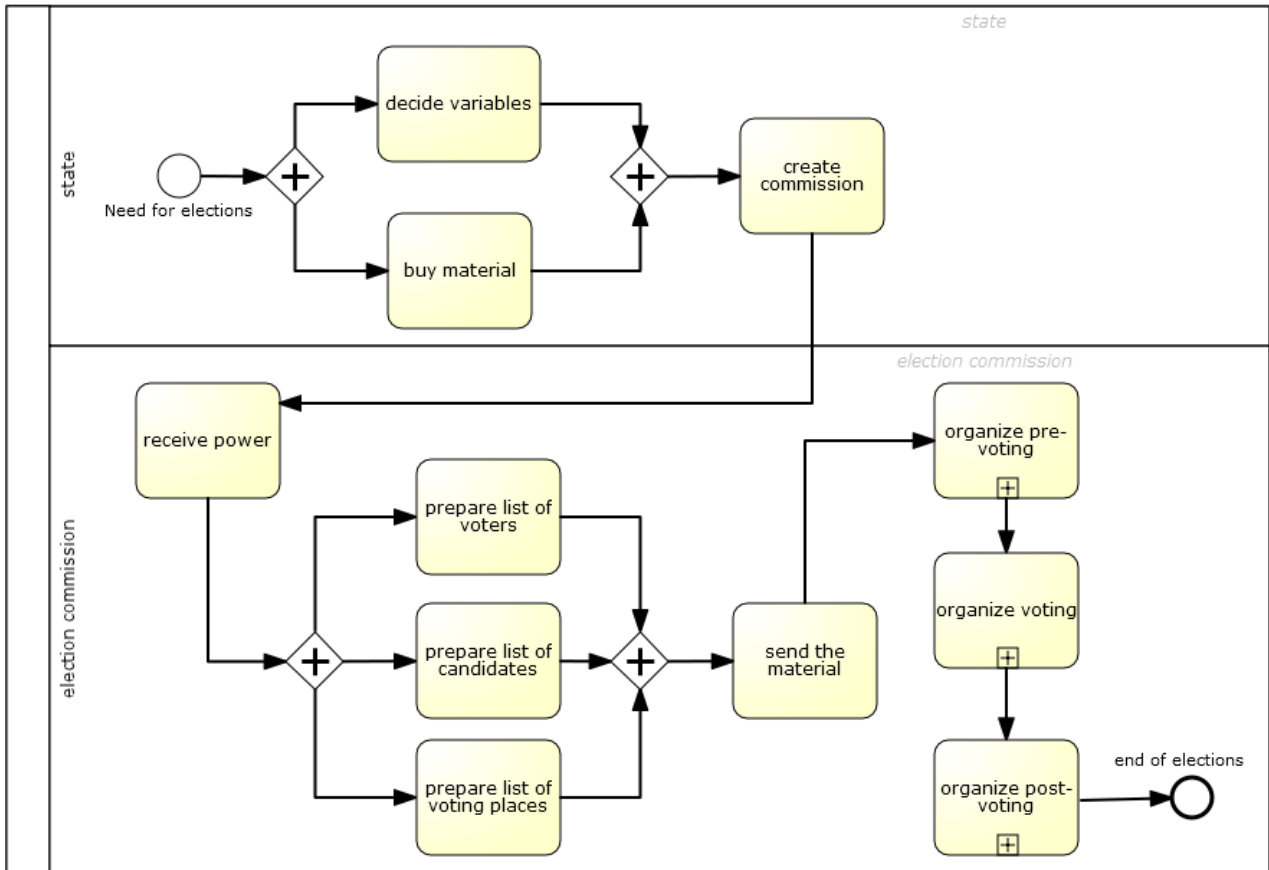 state
state
decide variables
create
commission
Need for elections
buy material
election commission
election commission
receive power
organize pre-
voting
prepare list of
voters
organize voting
prepare list of
candidates
send the
material
prepare list of
voting places
organize post-
voting
end of elections